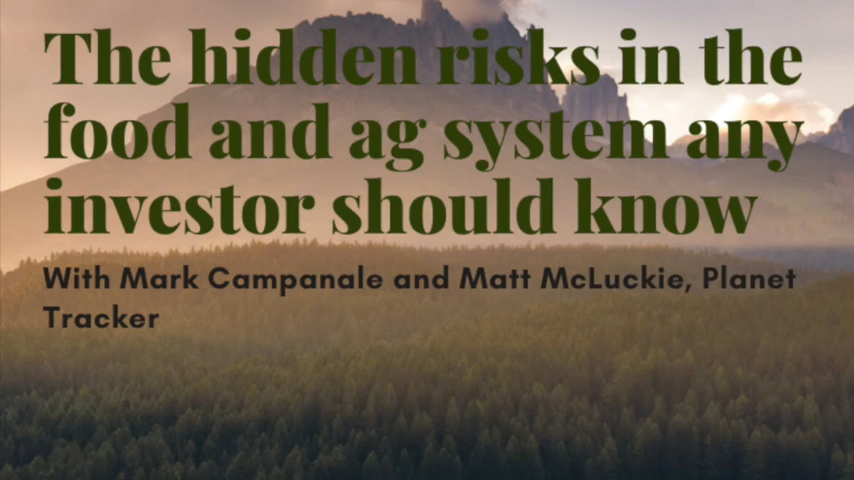 The hidden risks in the
food and ag system any
investor should know
With Mark Campanale and Matt McLuckie, Planet
Tracker